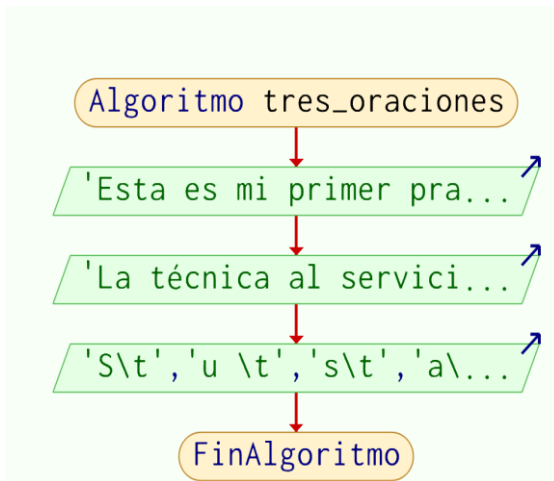 Algoritmo tres_oraciones
'Esta es mi primer pra...
'La técnica al servici...
'S\t','u \t','s\t','a\...
FinAlgoritmo